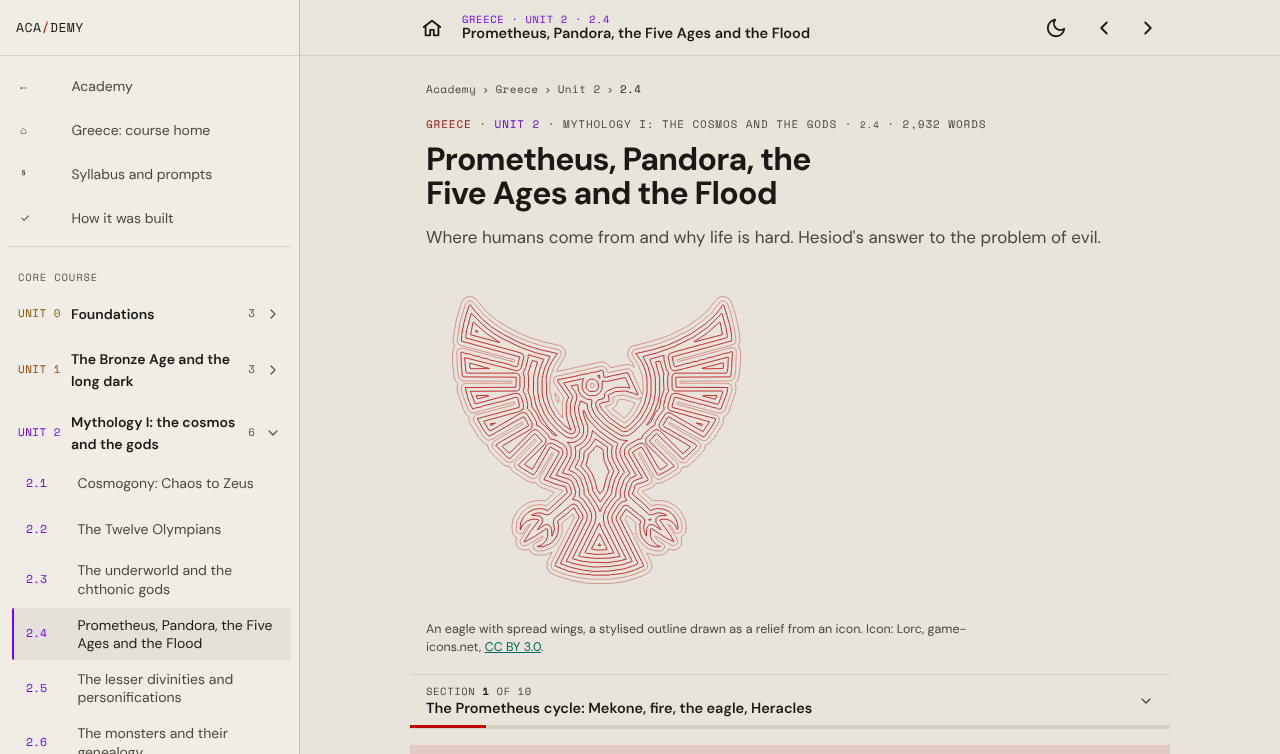 ACA/DEMY
← Academy
⌂ Greece: course home
§ Syllabus and prompts
✓ How it was built
CORE COURSE
UNIT 0 Foundations 3
UNIT 1 The Bronze Age and the
long dark 3
UNIT 2 Mythology I: the cosmos
and the gods 6
2.1 Cosmogony: Chaos to Zeus
2.2 The Twelve Olympians
2.3 The underworld and the
chthonic gods
2.4 Prometheus, Pandora, the Five
Ages and the Flood
2.5 The lesser divinities and
personifications
2.6 The monsters and their
genealogy
GREECE · UNIT 2 · 2.4
Prometheus, Pandora, the Five Ages and the Flood
Academy › Greece › Unit 2 › 2.4
GREECE · UNIT 2 · MYTHOLOGY I: THE COSMOS AND THE GODS · 2.4 · 2,932 WORDS
Prometheus, Pandora, the
Five Ages and the Flood
Where humans come from and why life is hard. Hesiod's answer to the problem of evil.
An eagle with spread wings, a stylised outline drawn as a relief from an icon. Icon: Lorc, game-
icons.net, CC BY 3.0.
SECTION 1 OF 10
The Prometheus cycle: Mekone, fire, the eagle, Heracles